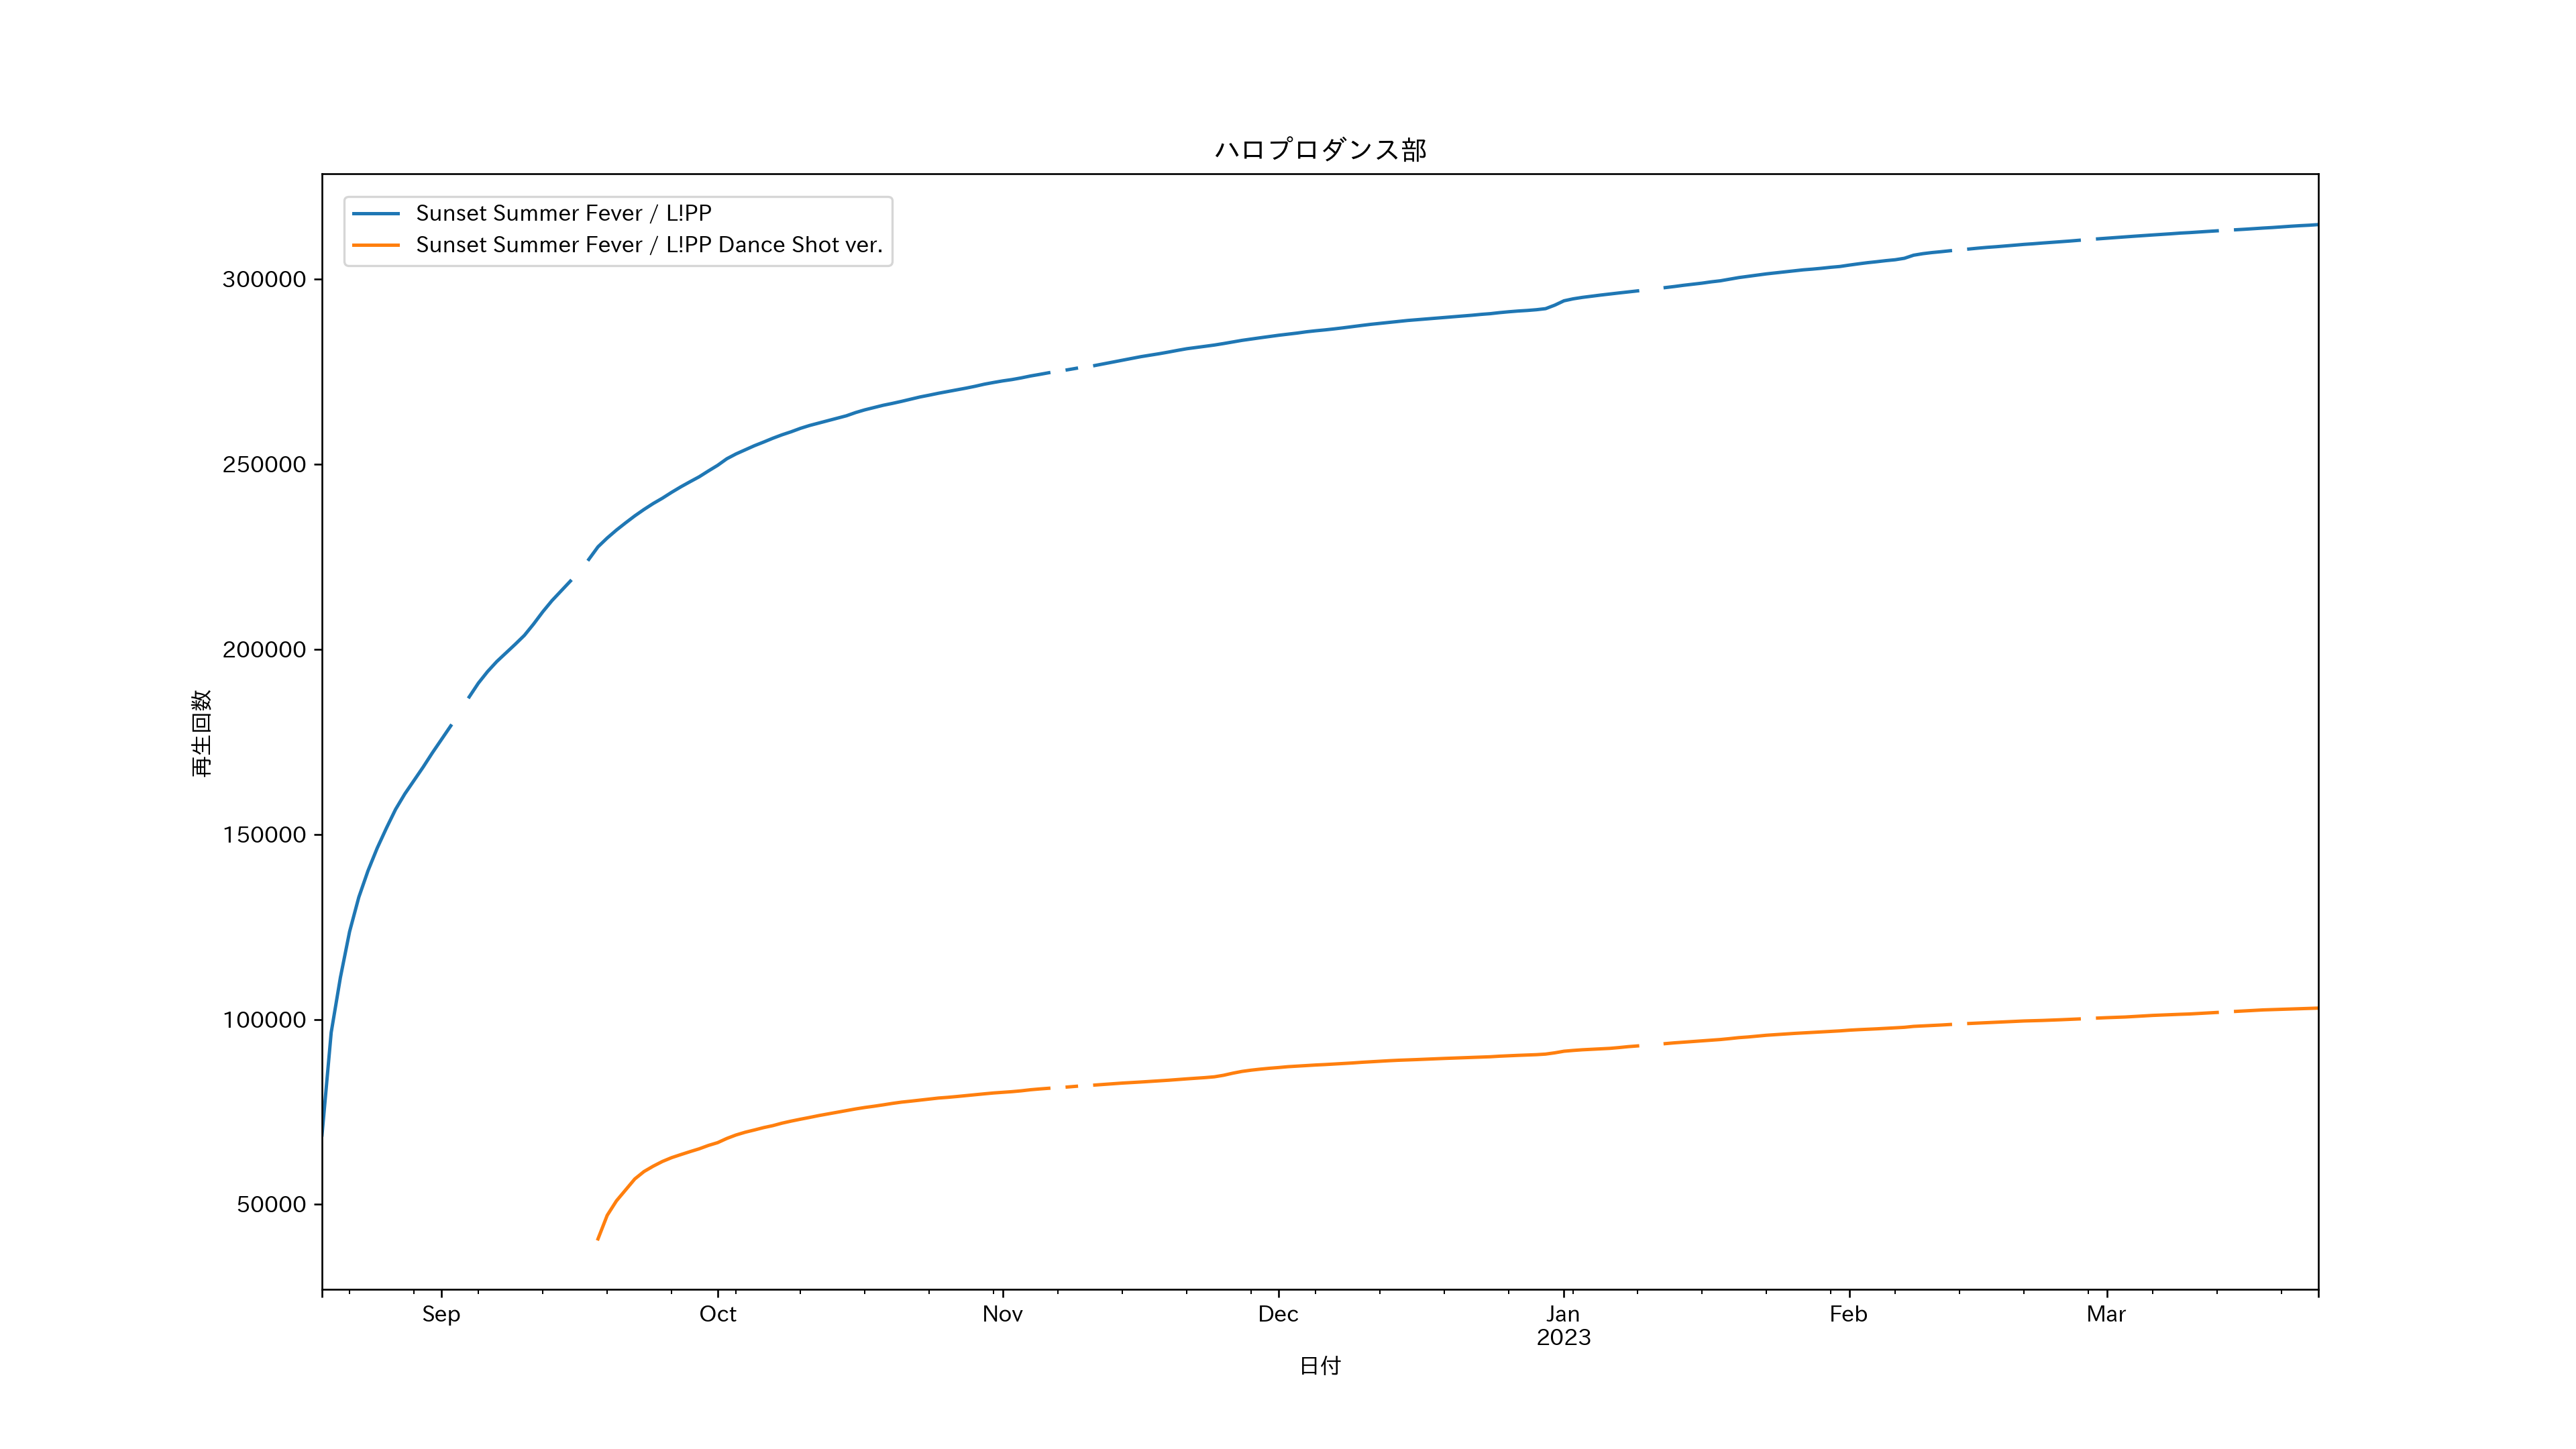 ハロプロダンス部
Sunset Summer Fever / L!PP
Sunset Summer Fever / L!PP Dance Shot ver.
300000
250000
200000
150000
100000
50000
再生回数
Sep Oct Nov Dec Jan Feb Mar
2023
日付